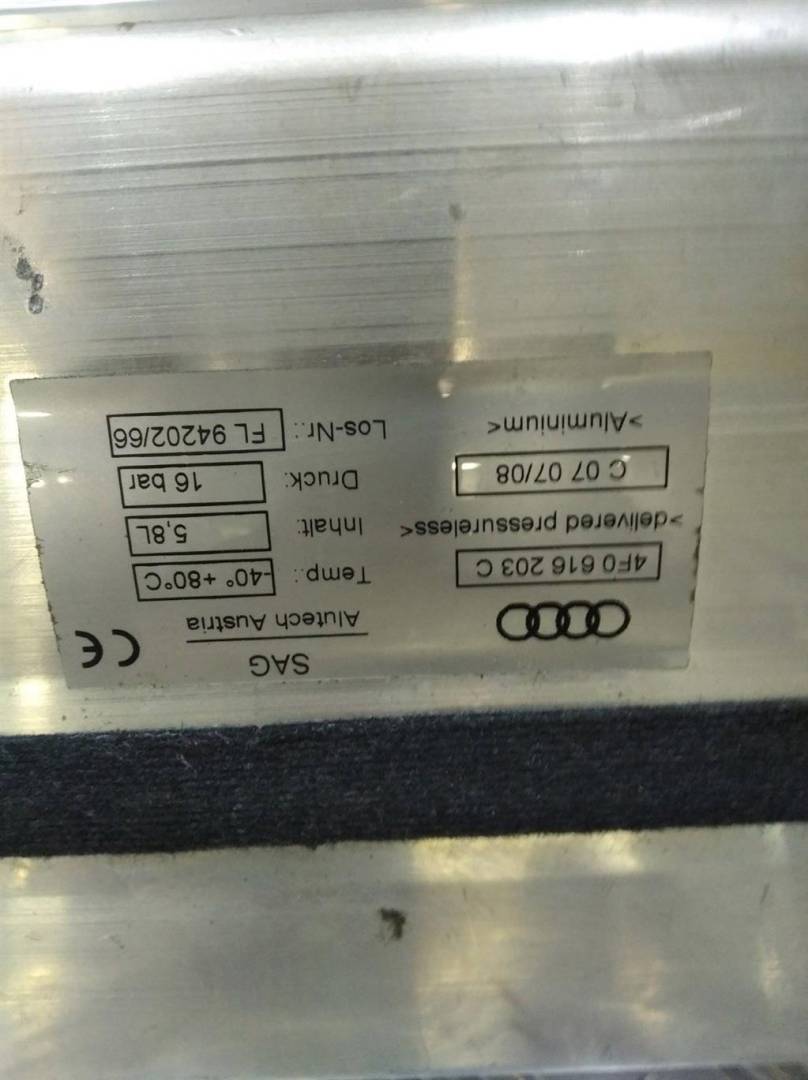 SAG
Alutech Austria
CE
4F0 616 203 C
>delivered pressureless<
C 07 07/08
>Aluminium<
Temp.: -40° +80°C
Inhalt: 5,8L
Druck: 16 bar
Los-Nr.: FL 94202/66